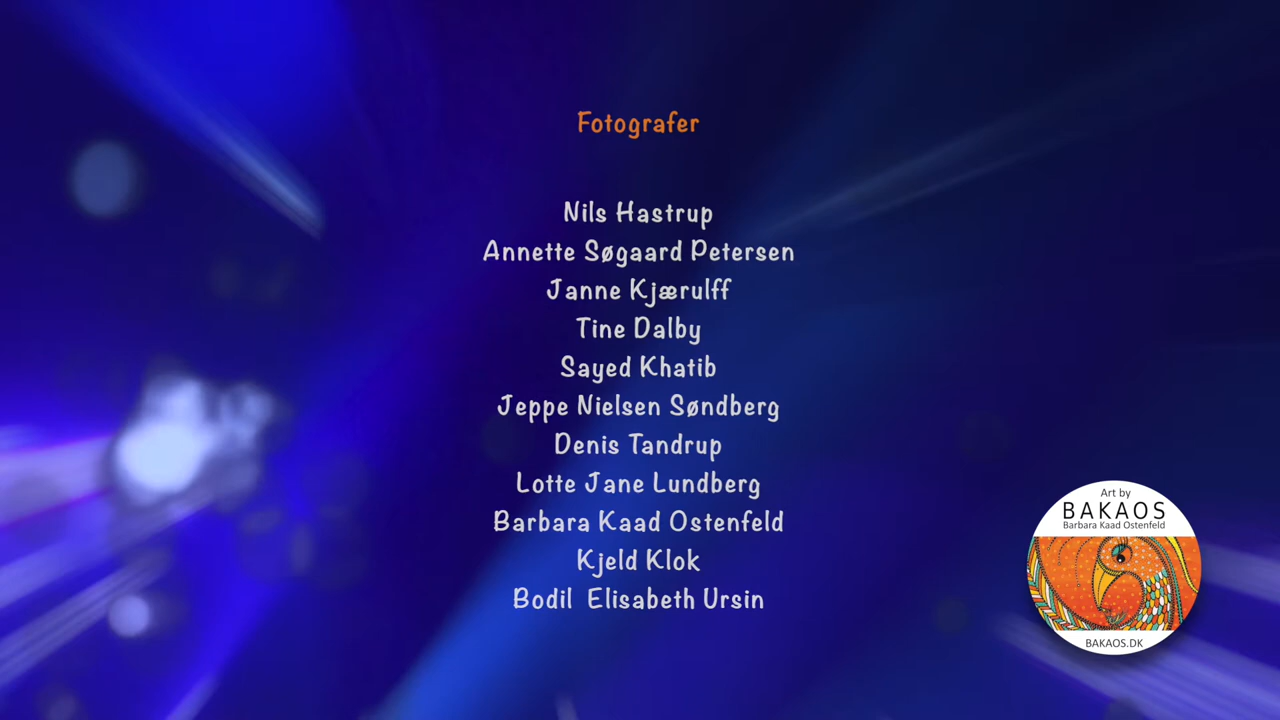 Fotografer
Nils Hastrup
Annette Søgaard Petersen
Janne Kjærulff
Tine Dalby
Sayed Khatib
Jeppe Nielsen Søndberg
Denis Tandrup
Lotte Jane Lundberg
Barbara Kaad Ostenfeld
Kjeld Klok
Bodil Elisabeth Ursin
Art by
BAKAOS
Barbara Kaad Ostenfeld
BAKAOS.DK